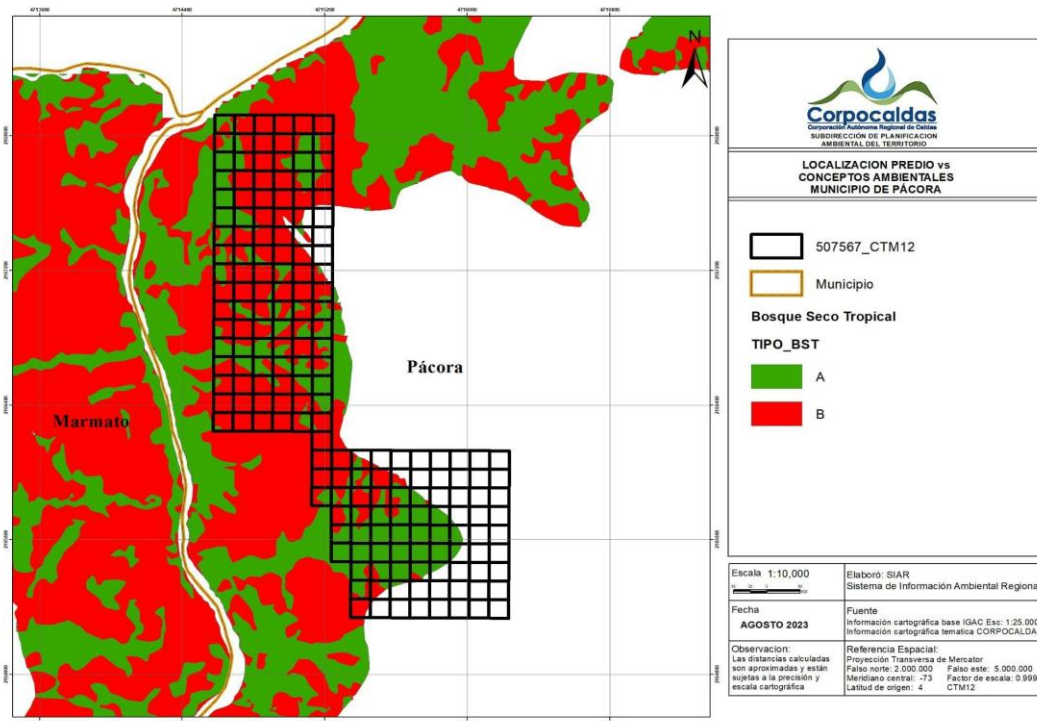 4713600
4714400
4715200
4716000
4716800
N
Marmato
Pácora
Corpocaldas
Corporación Autónoma Regional de Caldas
SUBDIRECCIÓN DE PLANIFICACION
AMBIENTAL DEL TERRITORIO
LOCALIZACION PREDIO vs
CONCEPTOS AMBIENTALES
MUNICIPIO DE PÁCORA
507567_CTM12
Municipio
Bosque Seco Tropical
TIPO_BST
A
B
Escala 1:10,000
Elaboró: SIAR
Sistema de Información Ambiental Regiona
Fecha
AGOSTO 2023
Fuente
Información cartográfica base IGAC Esc: 1:25.000
Información cartográfica tematica CORPOCALDA
Observacion:
Las distancias calculadas
son aproximadas y están
sujetas a la precisión y
escala cartográfica
Referencia Espacial:
Proyección Transversa de Mercator
Falso norte: 2.000.000 Falso este: 5.000.000
Meridiano central: -73 Factor de escala: 0.999
Latitud de origen: 4 CTM12